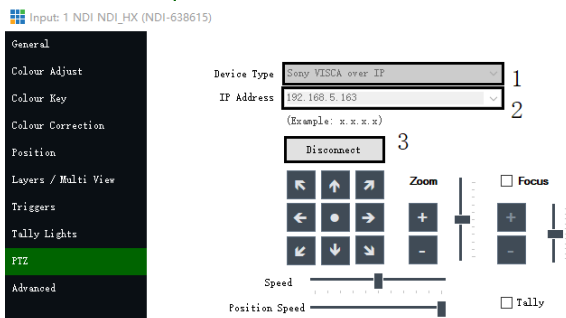 Input: 1 NDI NDI_HX (NDI-638615)
General
Colour Adjust
Colour Key
Colour Correction
Position
Layers / Multi View
Triggers
Tally Lights
PTZ
Advanced
Device Type Sony VISCA over IP 1
IP Address 192.168.5.163 2
(Example: x.x.x.x)
Disconnect 3
Zoom Focus
+ +
- -
Speed
Position Speed Tally